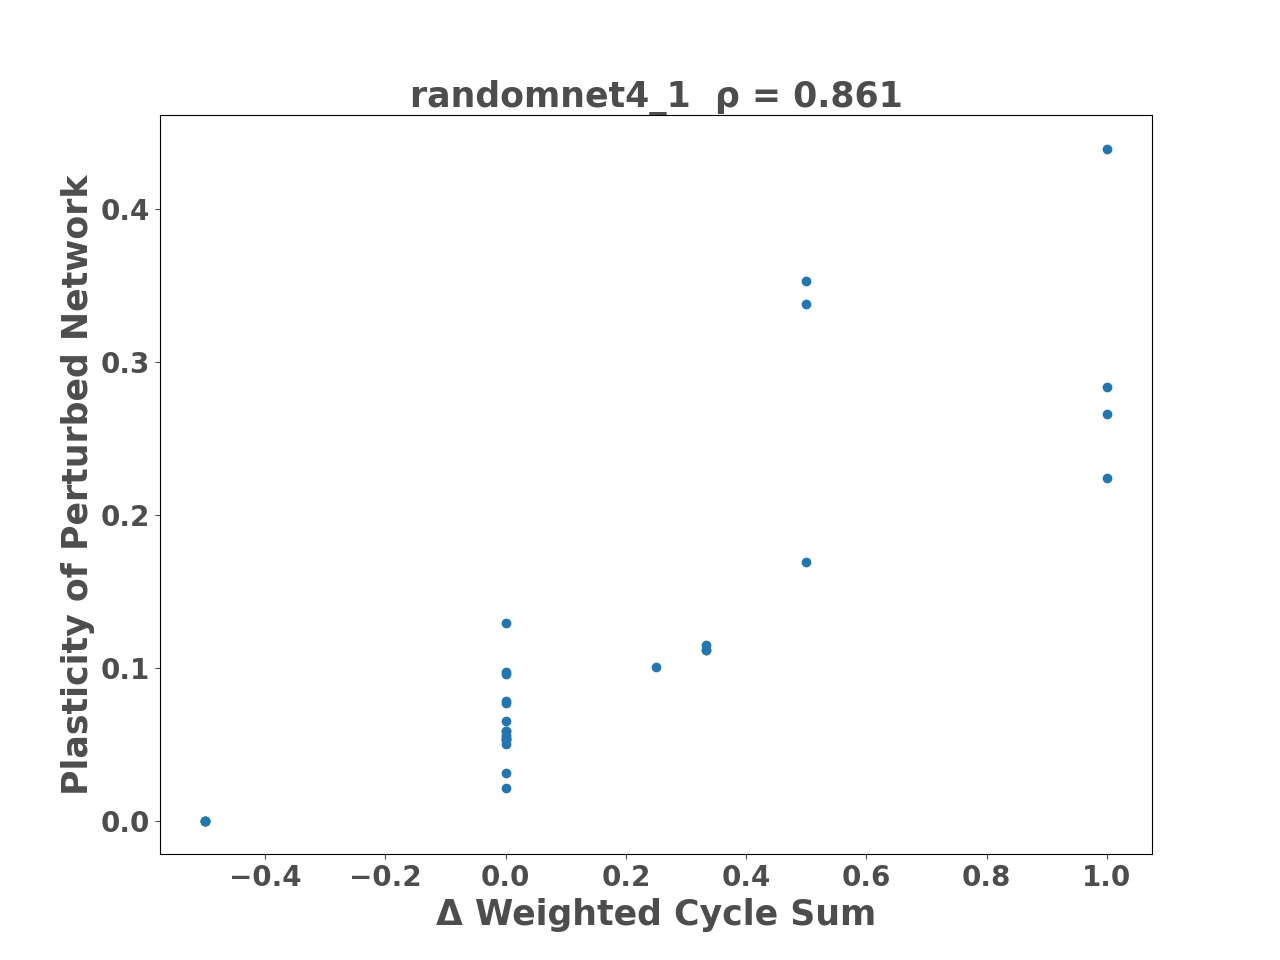 randomnet4_1 ρ = 0.861
Plasticity of Perturbed Network
0.4
0.3
0.2
0.1
0.0
−0.4 −0.2 0.0 0.2 0.4 0.6 0.8 1.0
Δ Weighted Cycle Sum